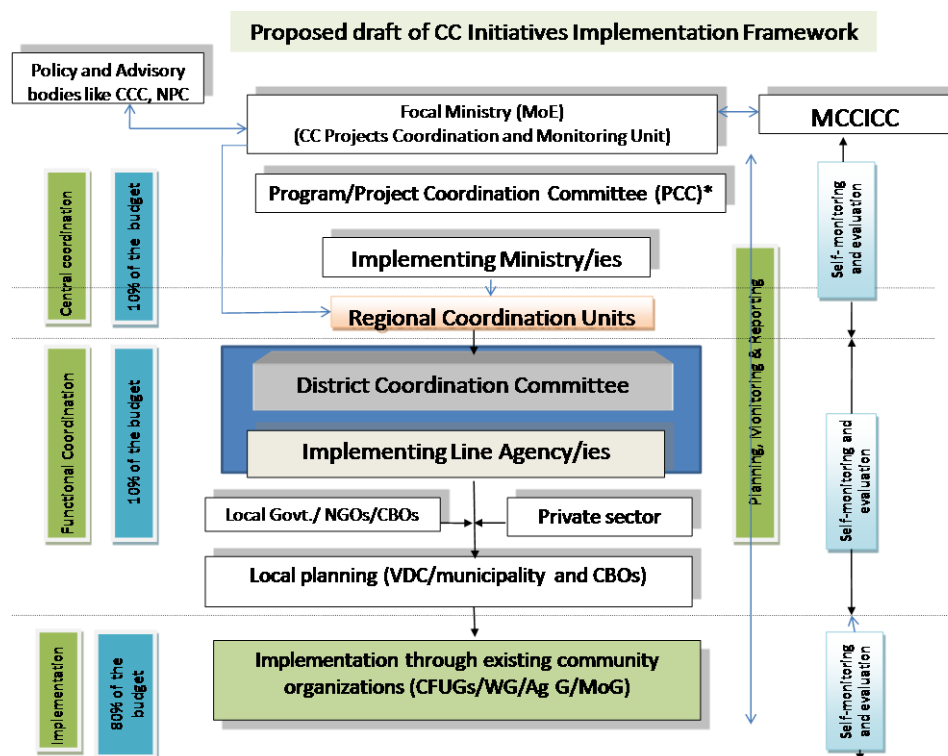 Proposed draft of CC Initiatives Implementation Framework
Policy and Advisory
bodies like CCC, NPC
Focal Ministry (MoE)
(CC Projects Coordination and Monitoring Unit)
MCCICC
Program/Project Coordination Committee (PCC)*
Implementing Ministry/ies
Regional Coordination Units
Central coordination
10% of the budget
Self-monitoring
and evaluation
Planning, Monitoring & Reporting
District Coordination Committee
Implementing Line Agency/ies
Functional Coordination
10% of the budget
Local Govt./ NGOs/CBOs
Private sector
Self-monitoring and
evaluation
Local planning (VDC/municipality and CBOs)
Implementation
80% of the
budget
Implementation through existing community
organizations (CFUGs/WG/Ag G/MoG)
Self-monitoring
and evaluation